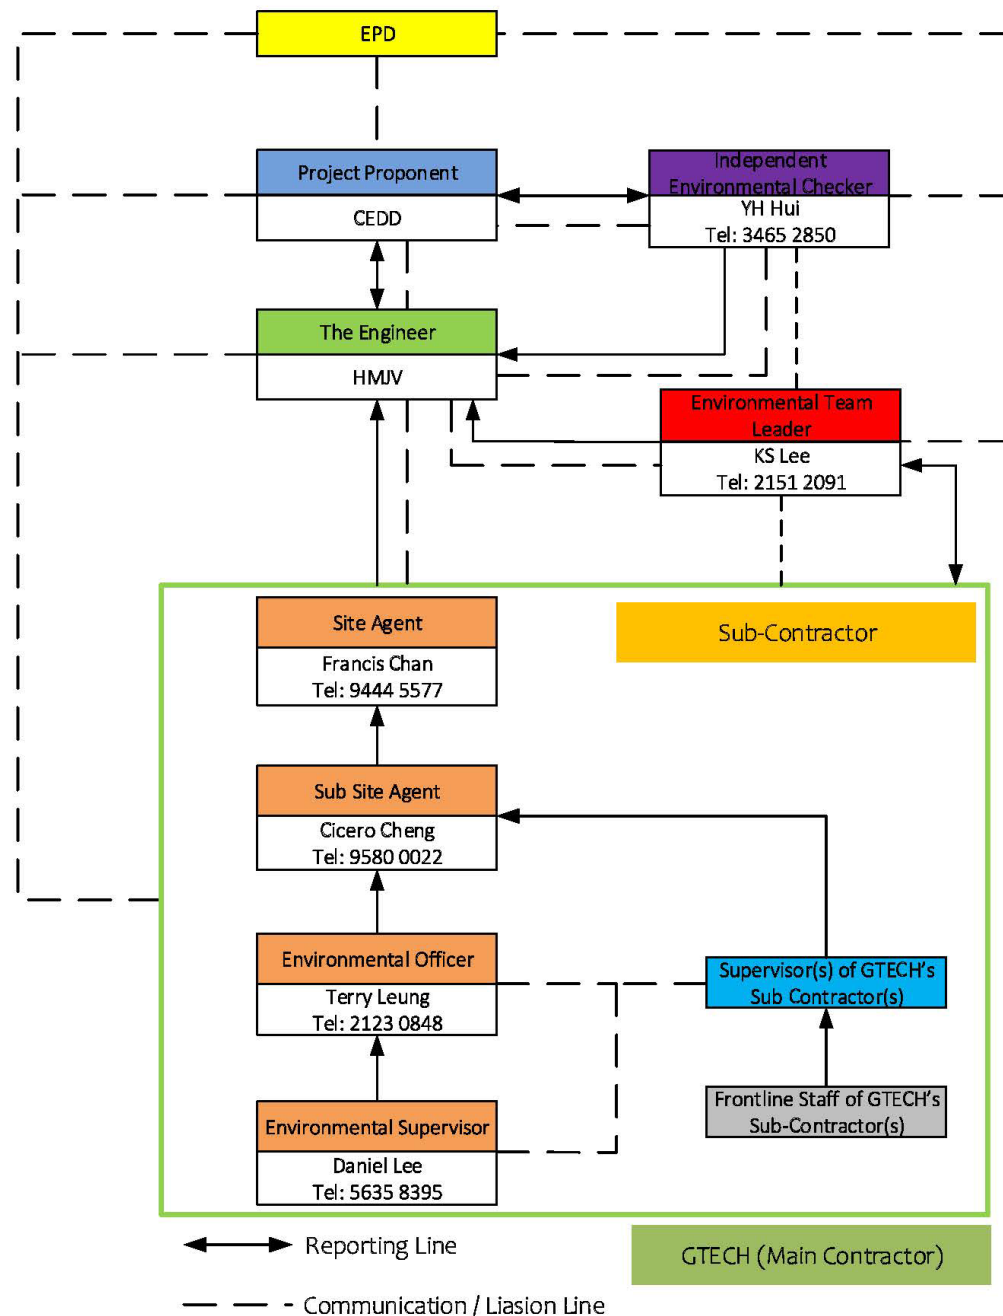 EPD
Project Proponent
CEDD
Independent
Environmental Checker
YH Hui
Tel: 3465 2850
The Engineer
HMJV
Environmental Team
Leader
KS Lee
Tel: 2151 2091
Site Agent
Francis Chan
Tel: 9444 5577
Sub-Contractor
Sub Site Agent
Cicero Cheng
Tel: 9580 0022
Environmental Officer
Terry Leung
Tel: 2123 0848
Supervisor(s) of GTECH's
Sub Contractor(s)
Environmental Supervisor
Daniel Lee
Tel: 5635 8395
Frontline Staff of GTECH's
Sub-Contractor(s)
Reporting Line
GTECH (Main Contractor)
Communication / Liasion Line